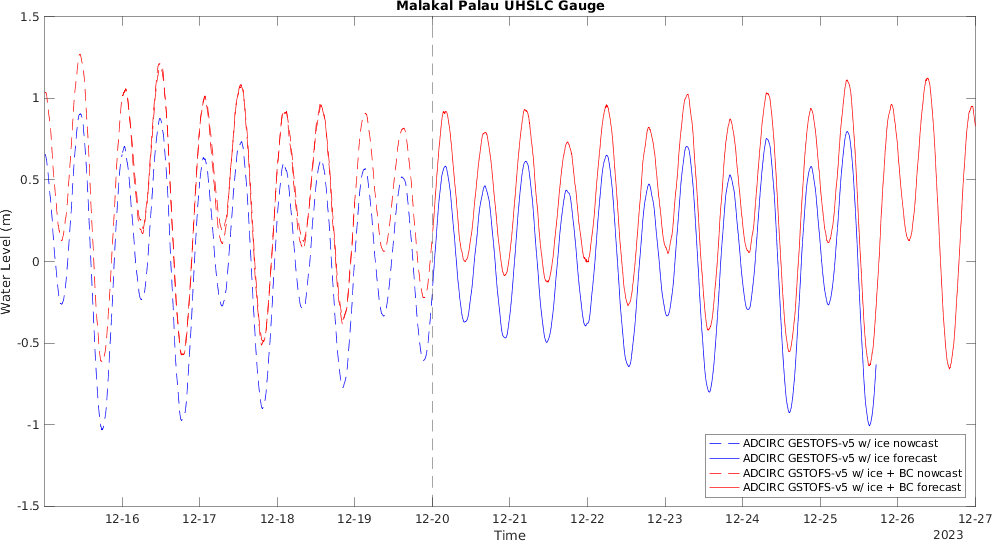 Malakal Palau UHSLC Gauge
1.5
1
0.5
0
-0.5
-1
-1.5
Water Level (m)
ADCIRC GESTOFS-v5 w/ ice nowcast
ADCIRC GESTOFS-v5 w/ ice forecast
ADCIRC GSTOFS-v5 w/ ice + BC nowcast
ADCIRC GSTOFS-v5 w/ ice + BC forecast
12-16 12-17 12-18 12-19 12-20 12-21 12-22 12-23 12-24 12-25 12-26 12-27
Time
2023